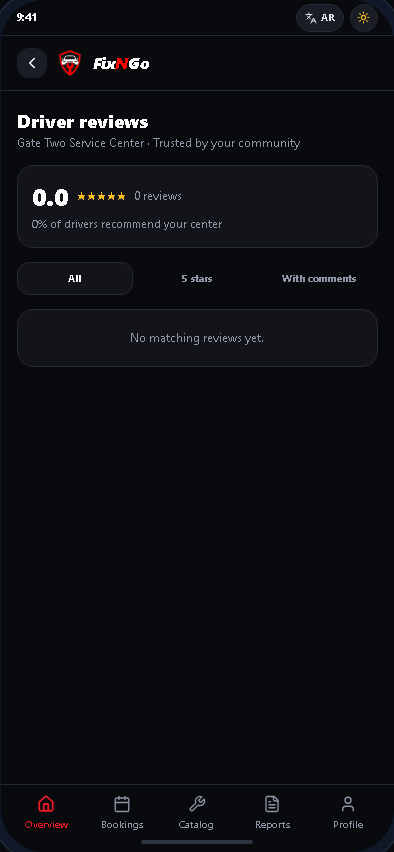 9:41
AR
FixNGo
Driver reviews
Gate Two Service Center · Trusted by your community
0.0 ★★★★★ 0 reviews
0% of drivers recommend your center
All
5 stars
With comments
No matching reviews yet.
Overview
Bookings
Catalog
Reports
Profile